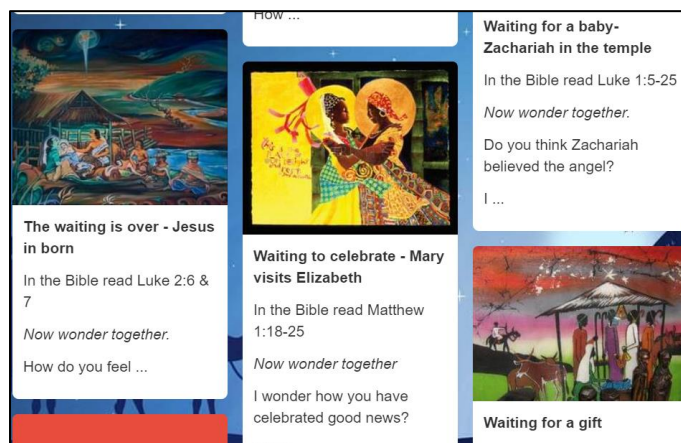 The waiting is over - Jesus
in born
In the Bible read Luke 2:6 &
7
Now wonder together.
How do you feel ...
How ...
Waiting to celebrate - Mary
visits Elizabeth
In the Bible read Matthew
1:18-25
Now wonder together
I wonder how you have
celebrated good news?
Waiting for a baby-
Zachariah in the temple
In the Bible read Luke 1:5-25
Now wonder together.
Do you think Zachariah
believed the angel?
I ...
Waiting for a gift